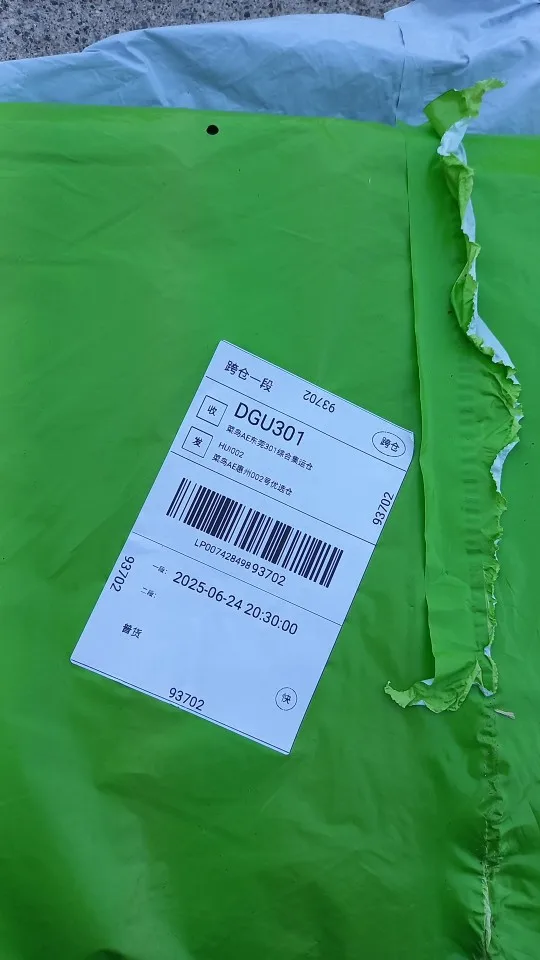 跨仓一段
93702
收
DGU301
跨仓
菜鸟AE东莞301综合集运仓
发
HUI002
菜鸟AE惠州002号优选仓
93702
LP00742849893702
93702
一段:
2025-06-24 20:30:00
二段:
普货
93702
快